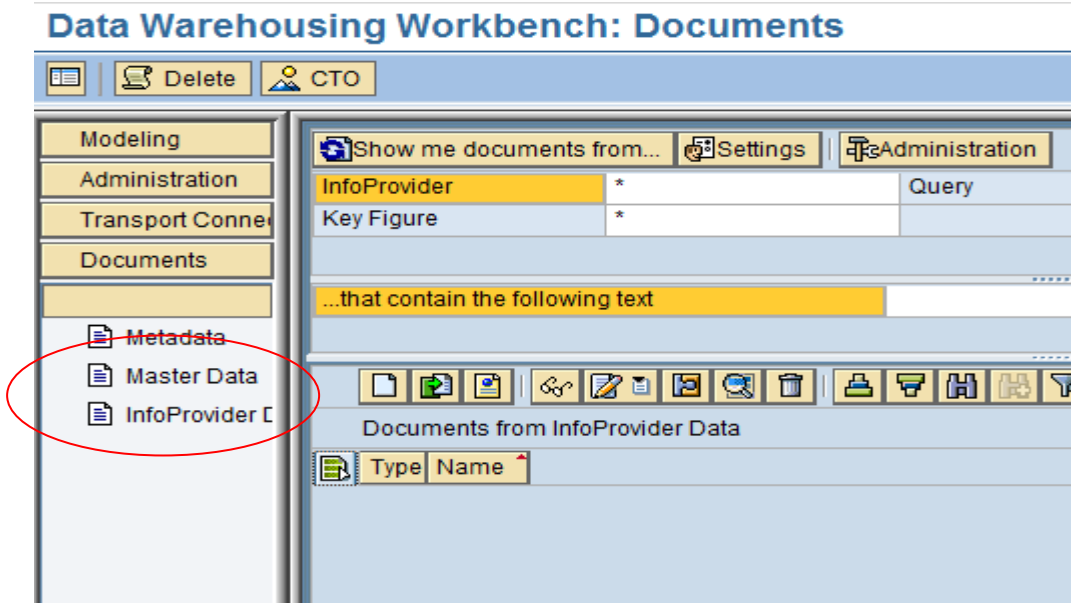 Data Warehousing Workbench: Documents
Delete CTO
Modeling
Administration
Transport Connec
Documents
Metadata
Master Data
InfoProvider D
Show me documents from... Settings Administration
InfoProvider * Query
Key Figure *
...that contain the following text
Documents from InfoProvider Data
Type Name